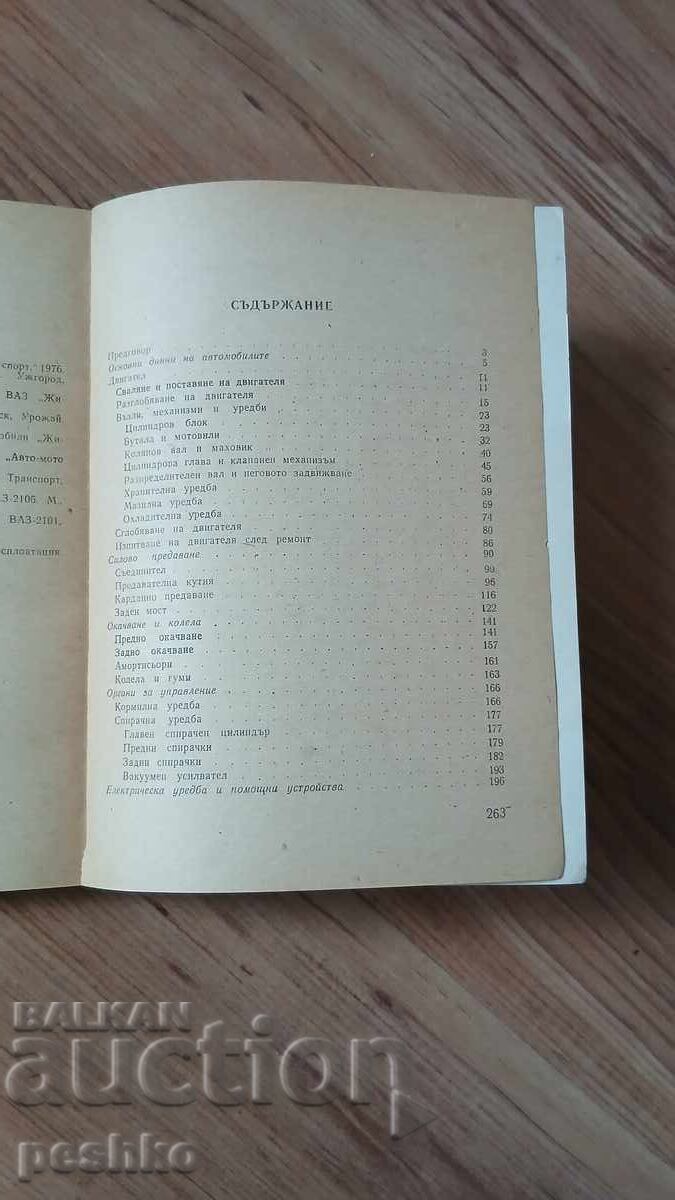 спорт," 1976.
Ужгород,
ВАЗ „Жи
ск, Урожай
обили „Жи-
„Авто-мото
Транспорт,
АЗ-2105. М.,
ВАЗ-2101,
сплоатация
СЪДЪРЖАНИЕ
Предговор . . . 3
Основни данни на автомобилите . . . 5
Двигател . . . 11
Сваляне и поставяне на двигателя . . . 11
Разглобяване на двигателя . . . 15
Възли, механизми и уредби . . . 23
Цилиндров блок . . . 23
Бутала и мотовили . . . 32
Колянов вал и маховик . . . 40
Цилиндрова глава и клапанен механизъм . . . 45
Разпределителен вал и неговото задвижване . . . 56
Хранителна уредба . . . 59
Мазилна уредба . . . 69
Охладителна уредба . . . 74
Сглобяване на двигателя . . . 80
Изпитване на двигателя след ремонт . . . 86
Силово предаване . . . 90
Съединител . . . 90
Предавателна кутия . . . 96
Карданно предаване . . . 116
Заден мост . . . 122
Окачване и колела . . . 141
Предно окачване . . . 141
Задно окачване . . . 157
Амортисьори . . . 161
Колела и гуми . . . 163
Органи за управление . . . 166
Кормилна уредба . . . 166
Спирачна уредба . . . 177
Главен спирачен цилиндър . . . 177
Предни спирачки . . . 179
Задни спирачки . . . 182
Вакуумен усилвател . . . 193
Електрическа уредба и помощни устройства . . . 196
263
BALKAN
auction
peshko